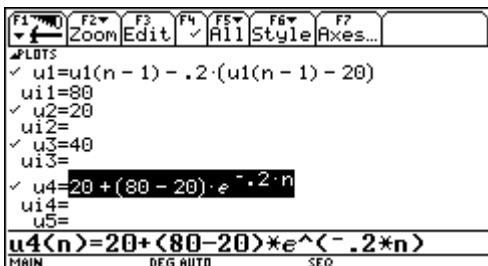 F1 F2 F3 F4 F5 F6 F7
Zoom Edit ✓ All Style Axes...
PLOTS
✓ u1=u1(n - 1) - .2·(u1(n - 1) - 20)
ui1=80
✓ u2=20
ui2=
✓ u3=40
ui3=
✓ u4=20 + (80 - 20)·e^⁻.2·n
ui4=
u5=
u4(n)=20+(80-20)*e^(⁻.2*n)
MAIN DEG AUTO SEQ